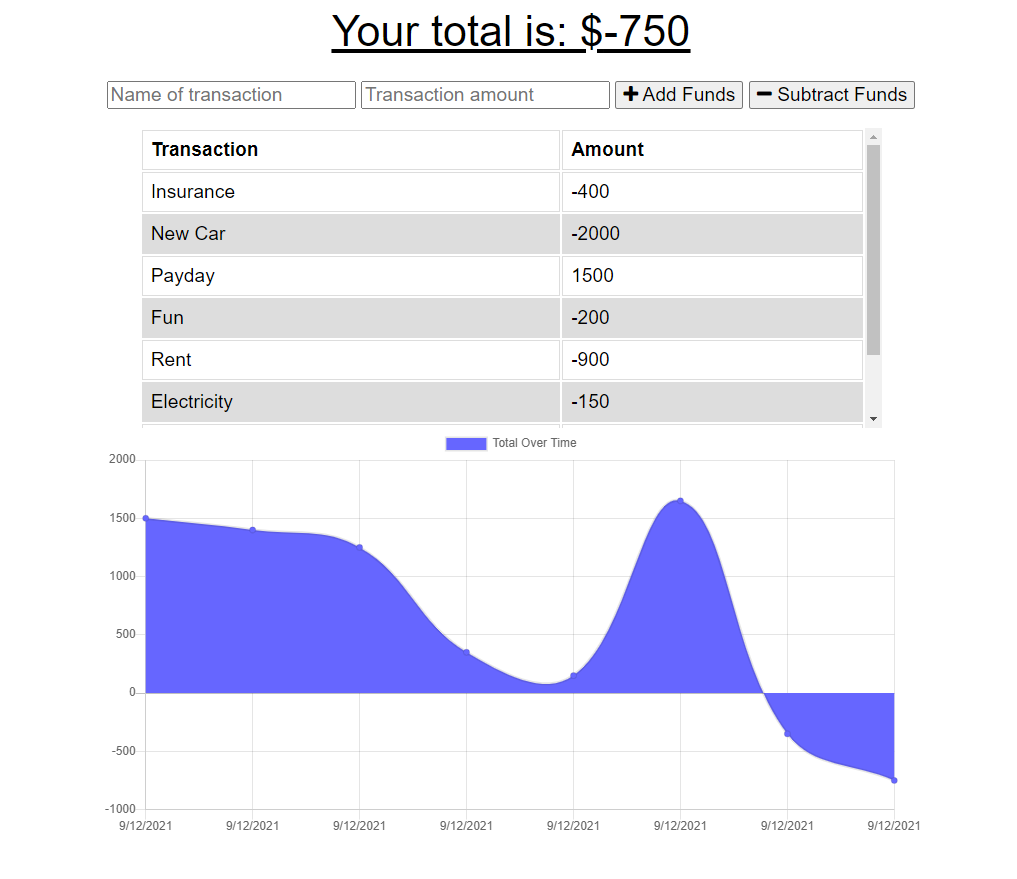 Your total is: $-750
Name of transaction Transaction amount Add Funds Subtract Funds
Transaction Amount
Insurance -400
New Car -2000
Payday 1500
Fun -200
Rent -900
Electricity -150
Total Over Time
2000
1500
1000
500
0
-500
-1000
9/12/2021 9/12/2021 9/12/2021 9/12/2021 9/12/2021 9/12/2021 9/12/2021 9/12/2021